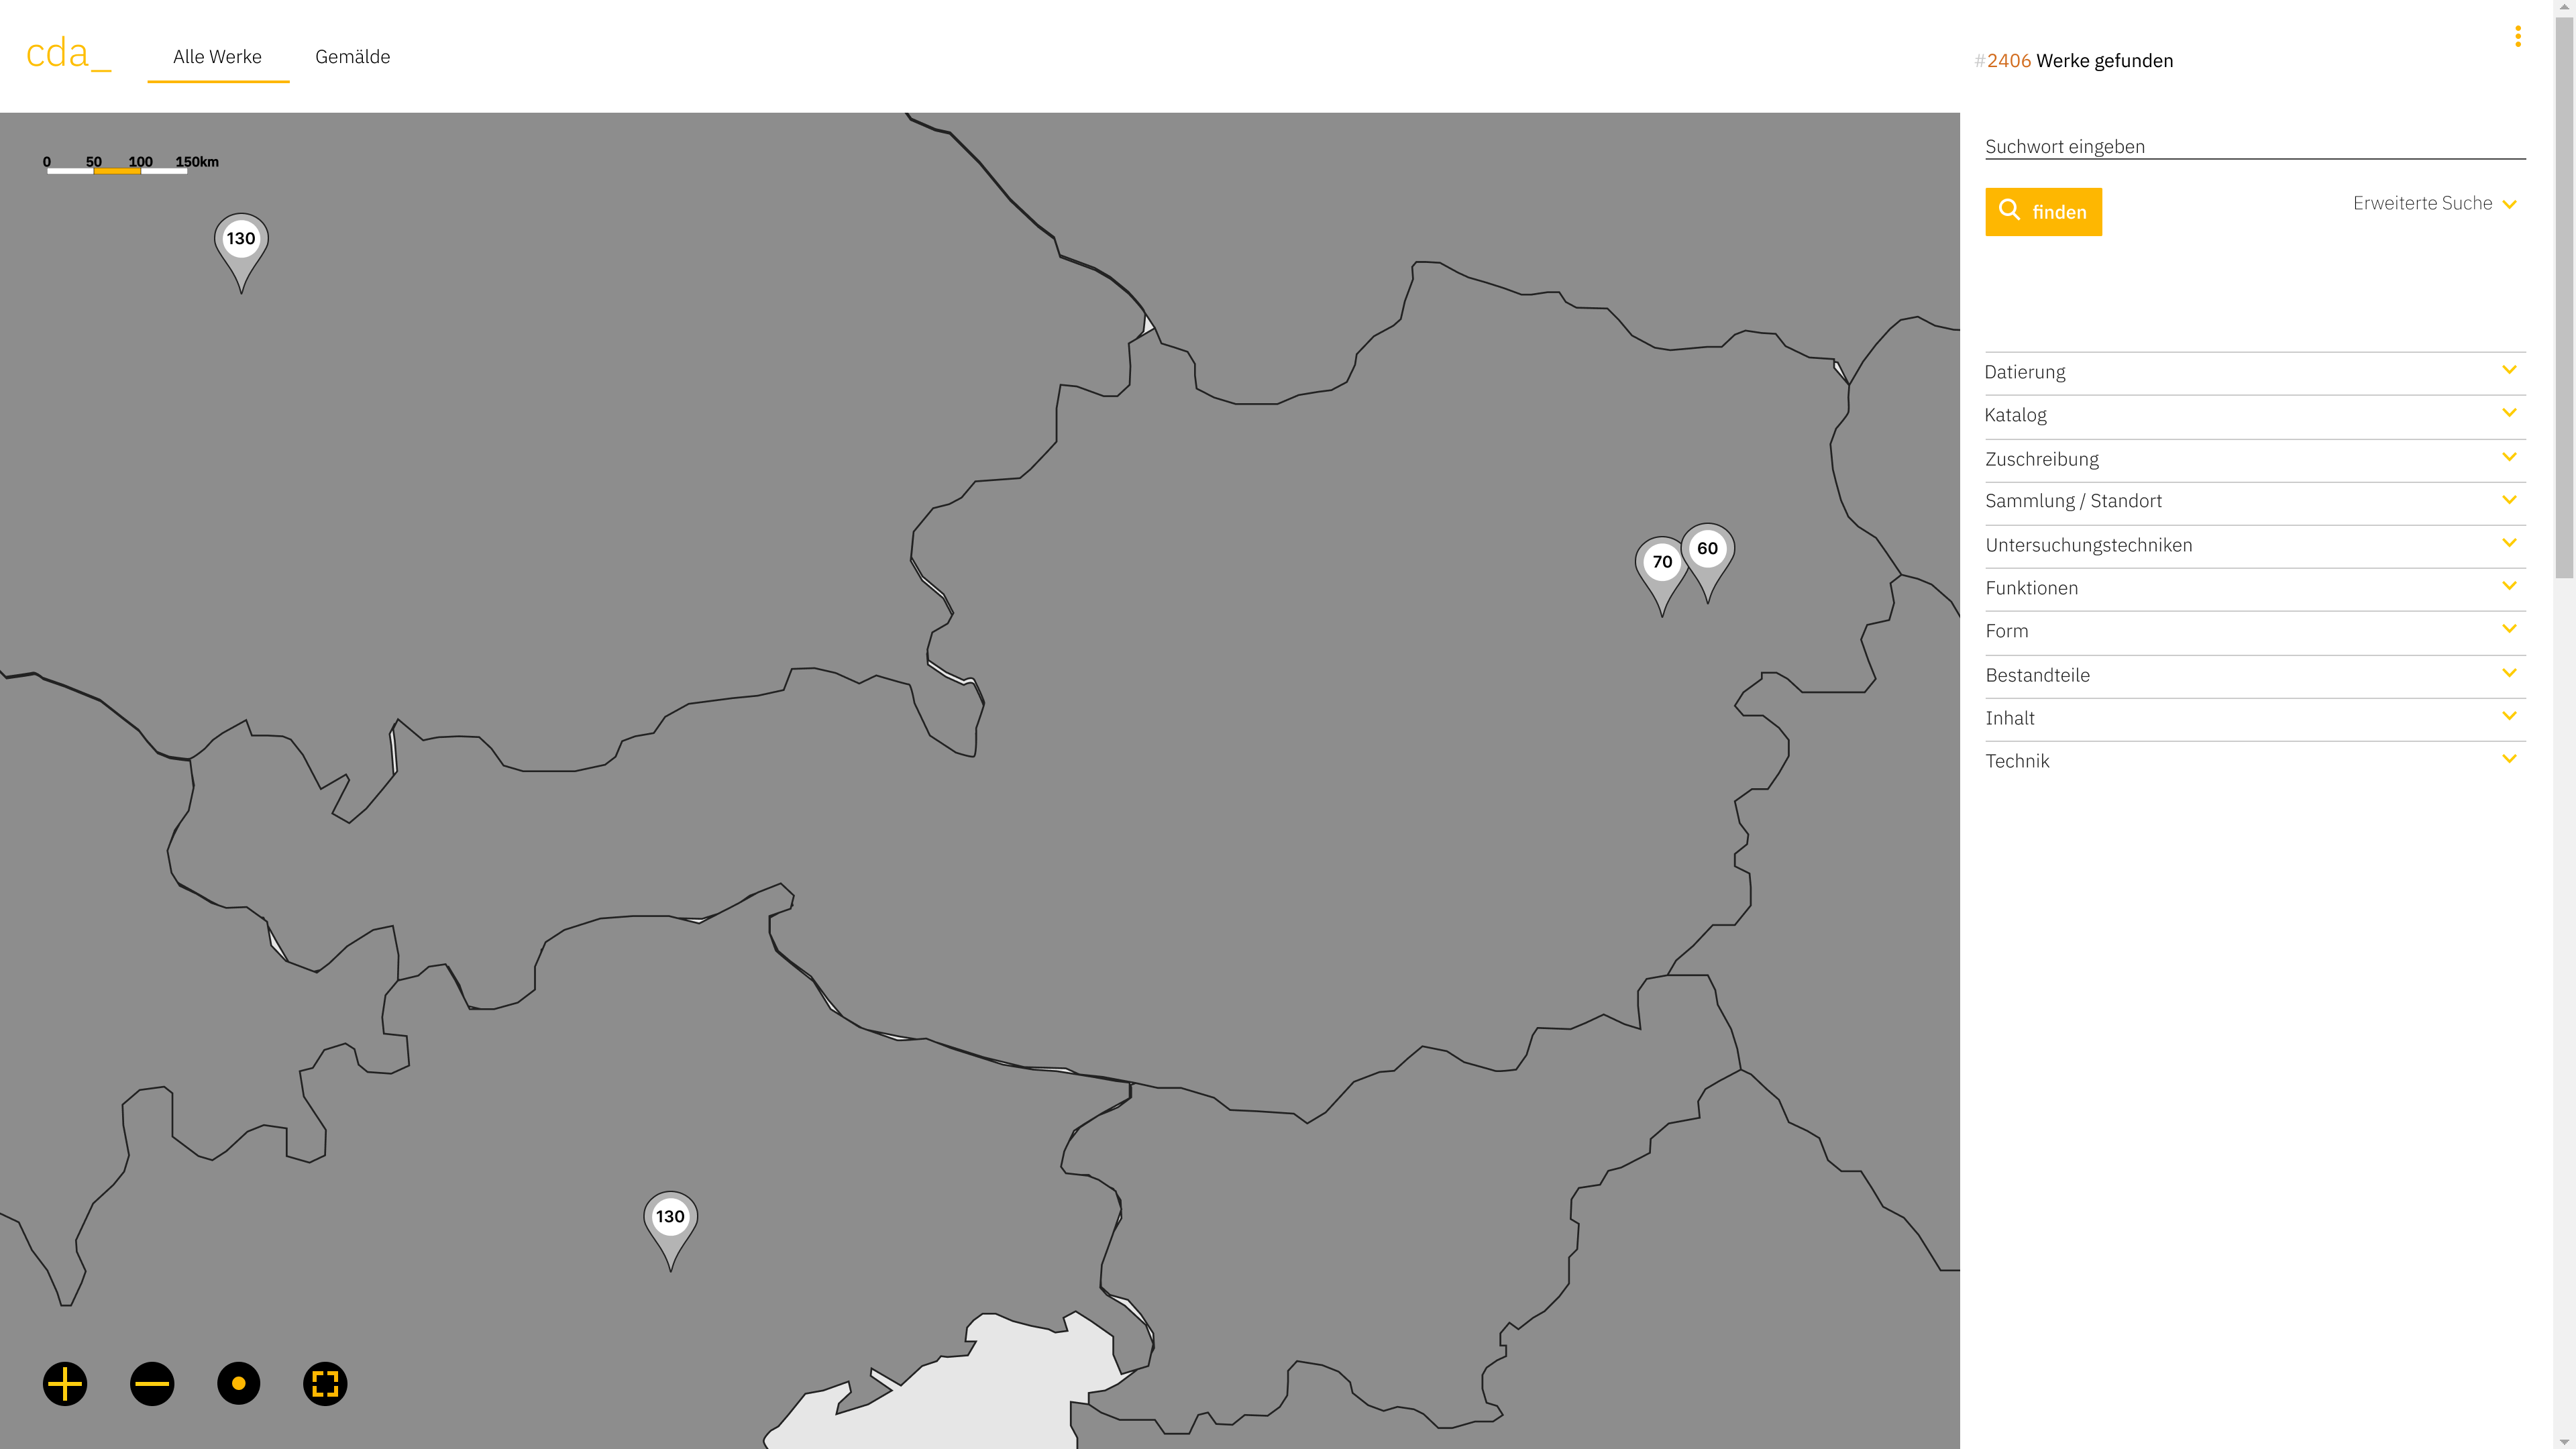 cda_
Alle Werke
Gemälde
#2406 Werke gefunden
0 50 100 150km
Suchwort eingeben
finden
Erweiterte Suche
130
70
60
130
Datierung
Katalog
Zuschreibung
Sammlung / Standort
Untersuchungstechniken
Funktionen
Form
Bestandteile
Inhalt
Technik